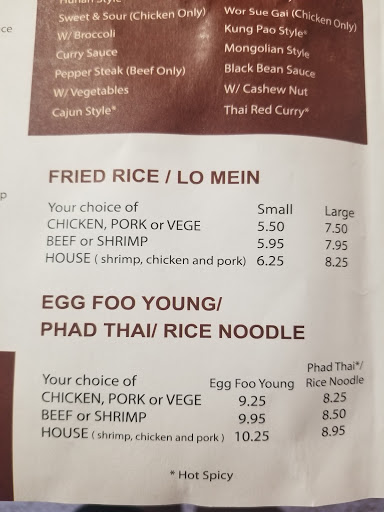 Hunan Style
Sweet & Sour (Chicken Only)
W/ Broccoli
Curry Sauce
Pepper Steak (Beef Only)
W/ Vegetables
Cajun Style*
Wor Sue Gai (Chicken Only)
Kung Pao Style*
Mongolian Style
Black Bean Sauce
W/ Cashew Nut
Thai Red Curry*
FRIED RICE / LO MEIN
Your choice of Small Large
CHICKEN, PORK or VEGE 5.50 7.50
BEEF or SHRIMP 5.95 7.95
HOUSE ( shrimp, chicken and pork) 6.25 8.25
EGG FOO YOUNG/
PHAD THAI/ RICE NOODLE
Phad Thai*/
Your choice of Egg Foo Young Rice Noodle
CHICKEN, PORK or VEGE 9.25 8.25
BEEF or SHRIMP 9.95 8.50
HOUSE ( shrimp, chicken and pork ) 10.25 8.95
* Hot Spicy